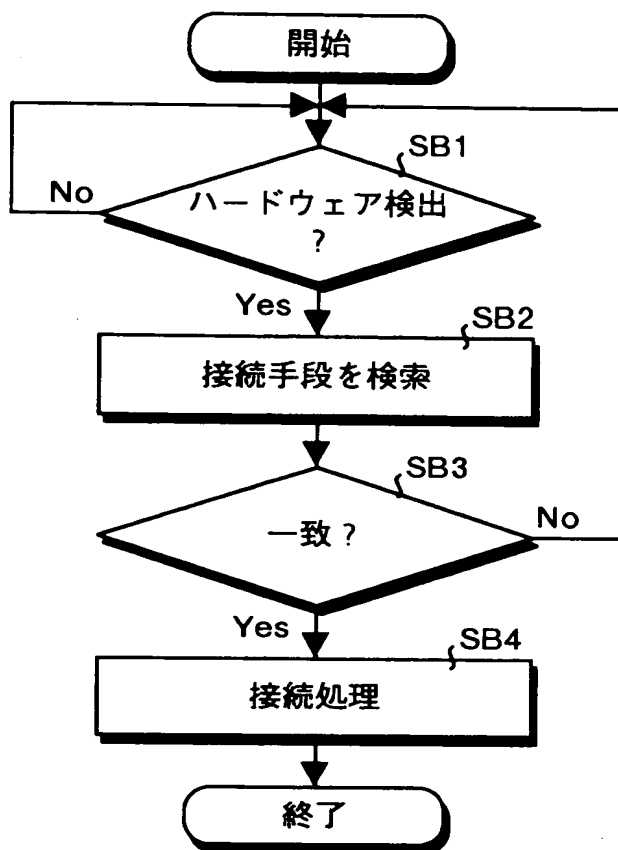 開始
SB1
No
ハードウェア検出
?
Yes
SB2
接続手段を検索
SB3
一致?
No
Yes
SB4
接続処理
終了